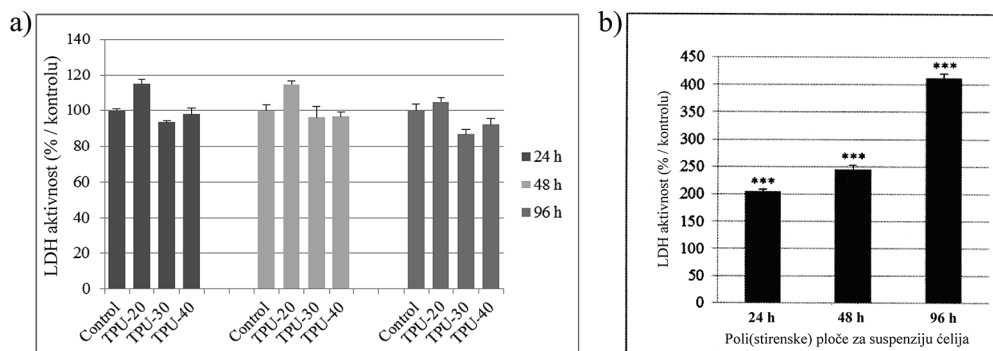 a)
LDH aktivnost (% / kontrolu)
140
120
100
80
60
40
20
0
Control
TPU-20
TPU-30
TPU-40
Control
TPU-20
TPU-30
TPU-40
Control
TPU-20
TPU-30
TPU-40
24 h
48 h
96 h
b)
LDH aktivnost (% / kontrolu)
450
400
350
300
250
200
150
100
50
0
***
***
***
24 h
48 h
96 h
Poli(stirenske) ploče za suspenziju ćelija